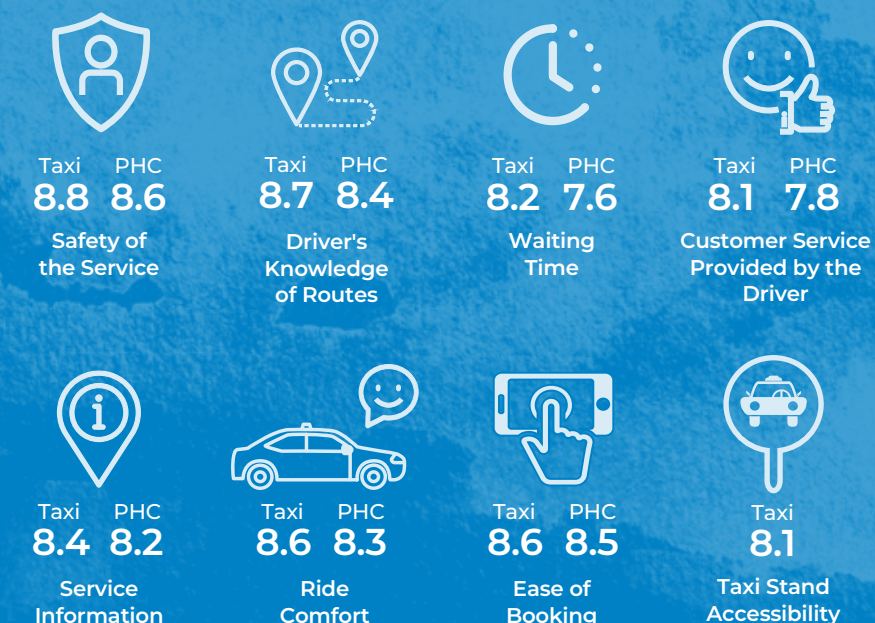 Taxi PHC
8.8 8.6
Safety of
the Service
Taxi PHC
8.7 8.4
Driver's
Knowledge
of Routes
Taxi PHC
8.2 7.6
Waiting
Time
Taxi PHC
8.1 7.8
Customer Service
Provided by the
Driver
Taxi PHC
8.4 8.2
Service
Information
Taxi PHC
8.6 8.3
Ride
Comfort
Taxi PHC
8.6 8.5
Ease of
Booking
Taxi
8.1
Taxi Stand
Accessibility